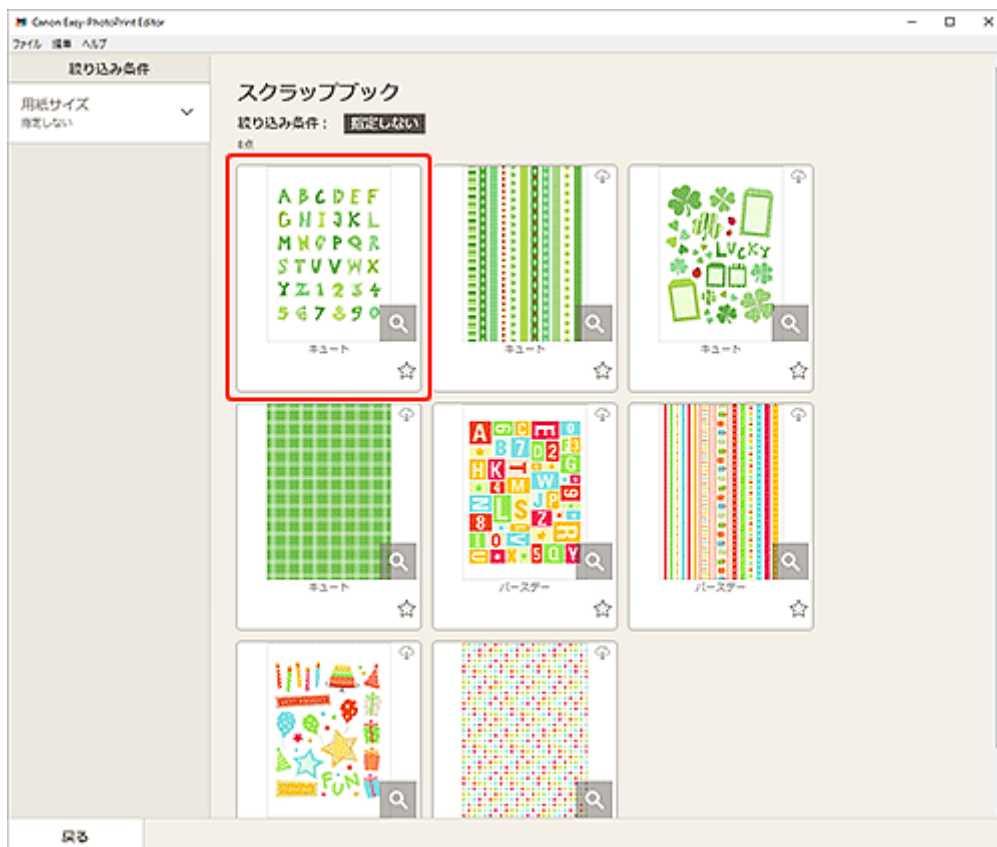 Canon Easy-PhotoPrint Editor
ファイル 編集 ヘルプ
絞り込み条件
用紙サイズ
指定しない
スクラップブック
絞り込み条件： 指定しない
8点
A B C D E F
G H I J K L
M N O P Q R
S T U V W X
Y Z 1 2 3 4
5 6 7 8 9 0
キュート
キュート
LUCKY
キュート
キュート
バースデー
バースデー
FUN
戻る